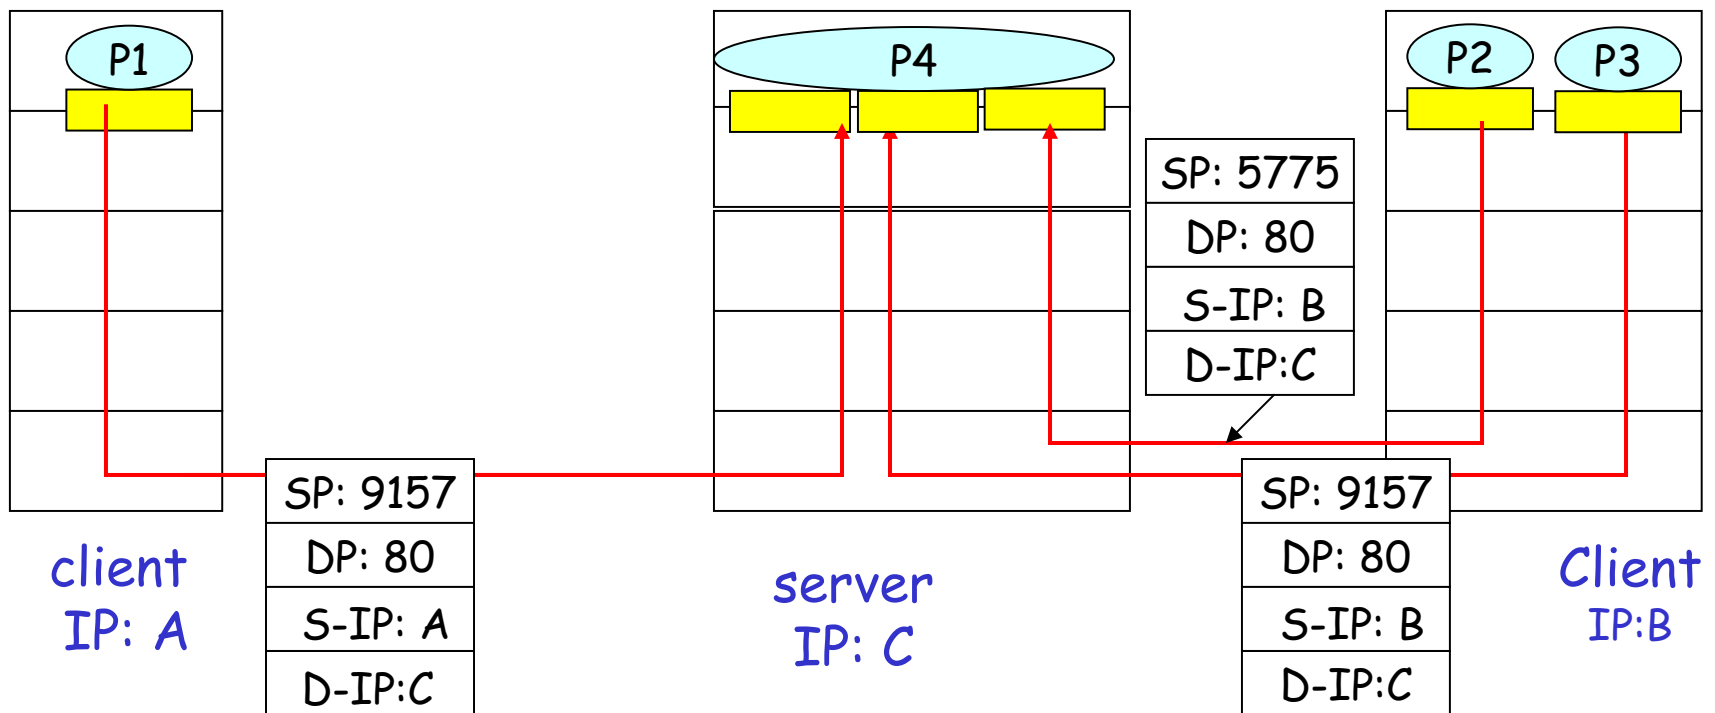 P1
P4
P2
P3
SP: 5775
DP: 80
S-IP: B
D-IP:C
SP: 9157
DP: 80
S-IP: A
D-IP:C
SP: 9157
DP: 80
S-IP: B
D-IP:C
client
IP: A
server
IP: C
Client
IP:B